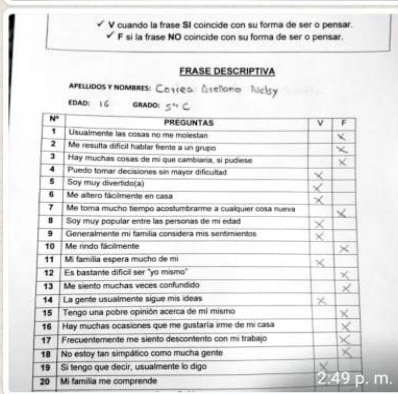 ✓ V cuando la frase SI coincide con su forma de ser o pensar.
✓ F si la frase NO coincide con su forma de ser o pensar.
FRASE DESCRIPTIVA
APELLIDOS Y NOMBRES: Correa Arellano
EDAD: 16 GRADO: 5to C
Nº PREGUNTAS V F
1 Usualmente las cosas no me molestan X
2 Me resulta difícil hablar frente a un grupo X
3 Hay muchas cosas de mi que cambiaria, si pudiese X
4 Puedo tomar decisiones sin mayor dificultad X
5 Soy muy divertido(a) X
6 Me altero fácilmente en casa X
7 Me toma mucho tiempo acostumbrarme a cualquier cosa nueva X
8 Soy muy popular entre las personas de mi edad X
9 Generalmente mi familia considera mis sentimientos X
10 Me rindo fácilmente X
11 Mi familia espera mucho de mi X
12 Es bastante difícil ser "yo mismo" X
13 Me siento muchas veces confundido X
14 La gente usualmente sigue mis ideas X
15 Tengo una pobre opinión acerca de mi mismo X
16 Hay muchas ocasiones que me gustaría irme de mi casa X
17 Frecuentemente me siento descontento con mi trabajo X
18 No estoy tan simpático como mucha gente X
19 Si tengo que decir, usualmente lo digo X
20 Mi familia me comprende
2:49 p. m.